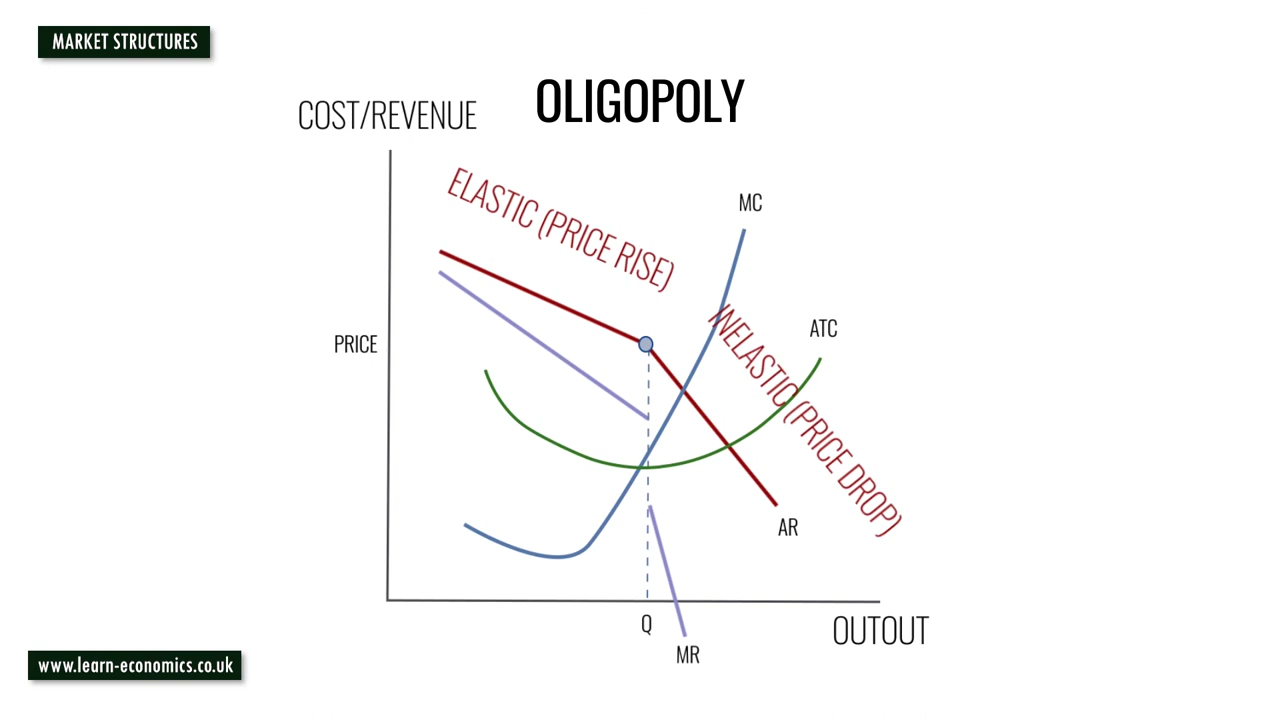 MARKET STRUCTURES
OLIGOPOLY
COST/REVENUE
ELASTIC (PRICE RISE)
MC
INELASTIC (PRICE DROP)
ATC
PRICE
AR
Q
OUTOUT
MR
www.learn-economics.co.uk